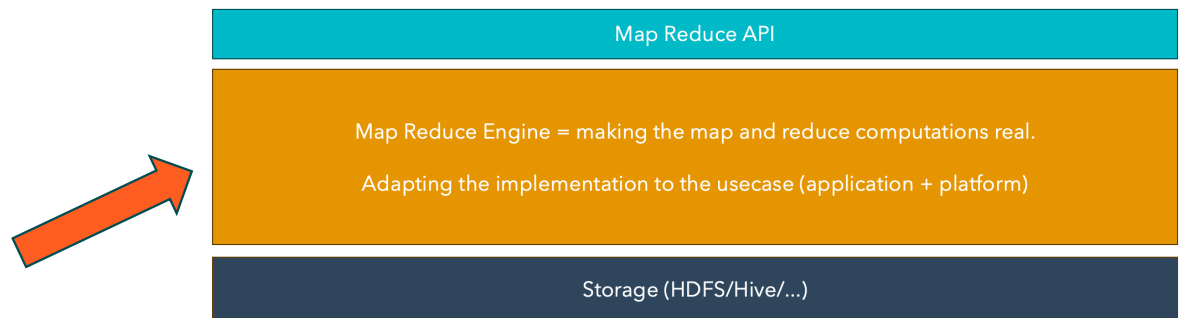 Map Reduce API
Map Reduce Engine = making the map and reduce computations real.
Adapting the implementation to the usecase (application + platform)
Storage (HDFS/Hive/...)